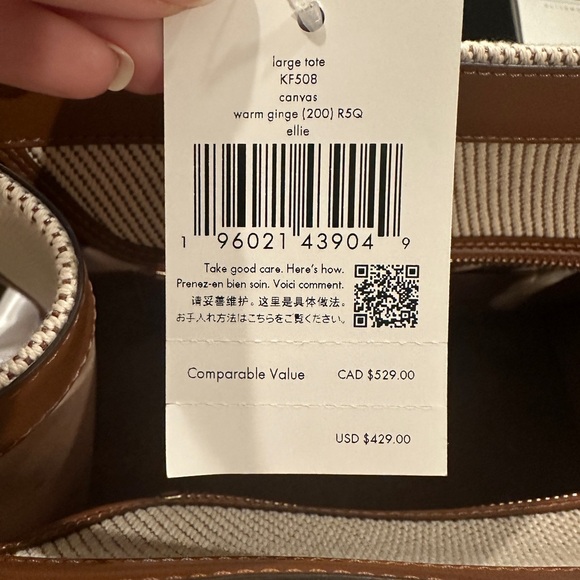 large tote
KF508
canvas
warm ginge (200) R5Q
ellie
1 96021 43904 9
Take good care. Here's how.
Prenez-en bien soin. Voici comment.
请妥善维护。这里是具体做法。
お手入れ方法はこちらをご覧ください。
Comparable Value CAD $529.00
USD $429.00